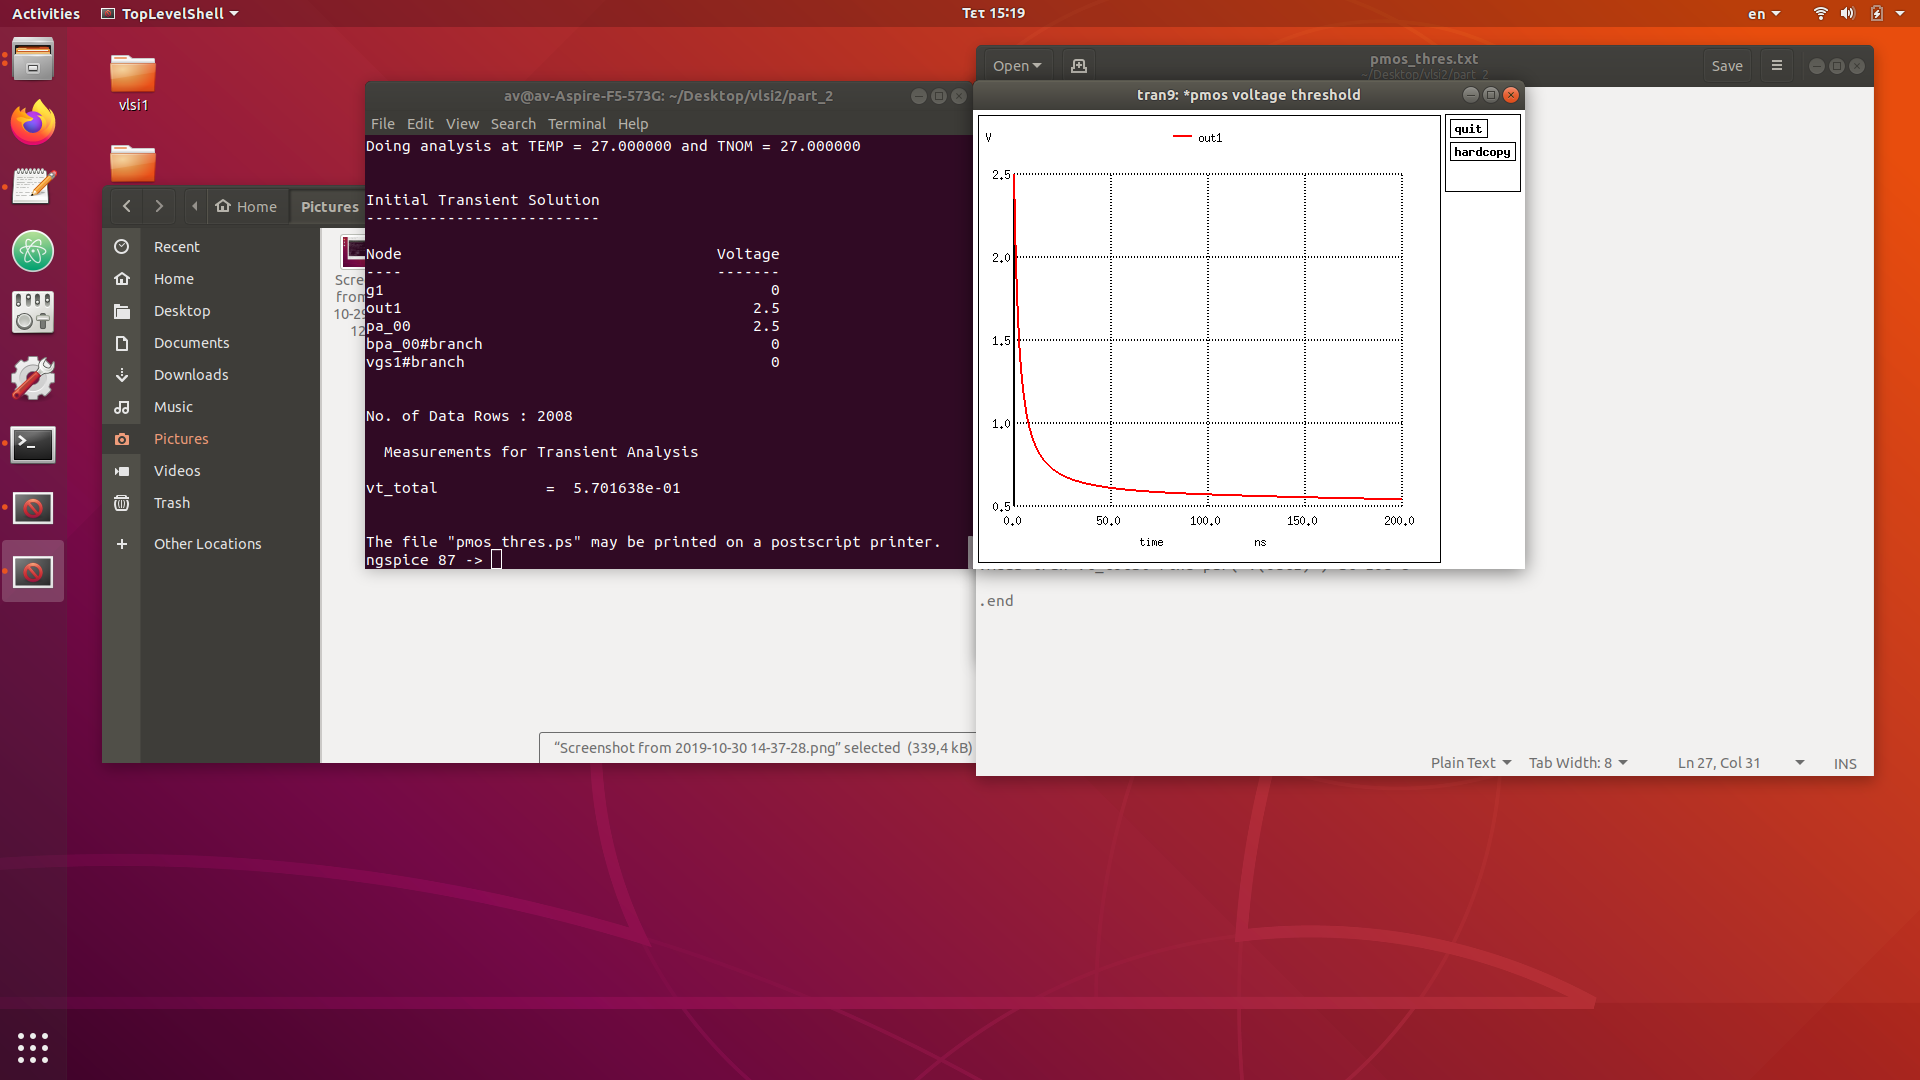 Activities
TopLevelShell
Τετ 15:19
en
vlsi1
Home
Pictures
Recent
Home
Desktop
Documents
Downloads
Music
Pictures
Videos
Trash
Other Locations
Scre
from
10-29
12
"Screenshot from 2019-10-30 14-37-28.png" selected (339,4 kB)
av@av-Aspire-F5-573G: ~/Desktop/vlsi2/part_2
File Edit View Search Terminal Help
Doing analysis at TEMP = 27.000000 and TNOM = 27.000000
Initial Transient Solution
--------------------------
Node Voltage
---- -------
g1 0
out1 2.5
pa_00 2.5
bpa_00#branch 0
vgs1#branch 0
No. of Data Rows : 2008
Measurements for Transient Analysis
vt_total = 5.701638e-01
The file "pmos_thres.ps" may be printed on a postscript printer.
ngspice 87 ->
Open
pmos_thres.txt
~/Desktop/vlsi2/part_2
Save
tran9: *pmos voltage threshold
quit
hardcopy
V
out1
2.5
2.0
1.5
1.0
0.5
0.0 50.0 100.0 150.0 200.0
time ns
.end
Plain Text
Tab Width: 8
Ln 27, Col 31
INS